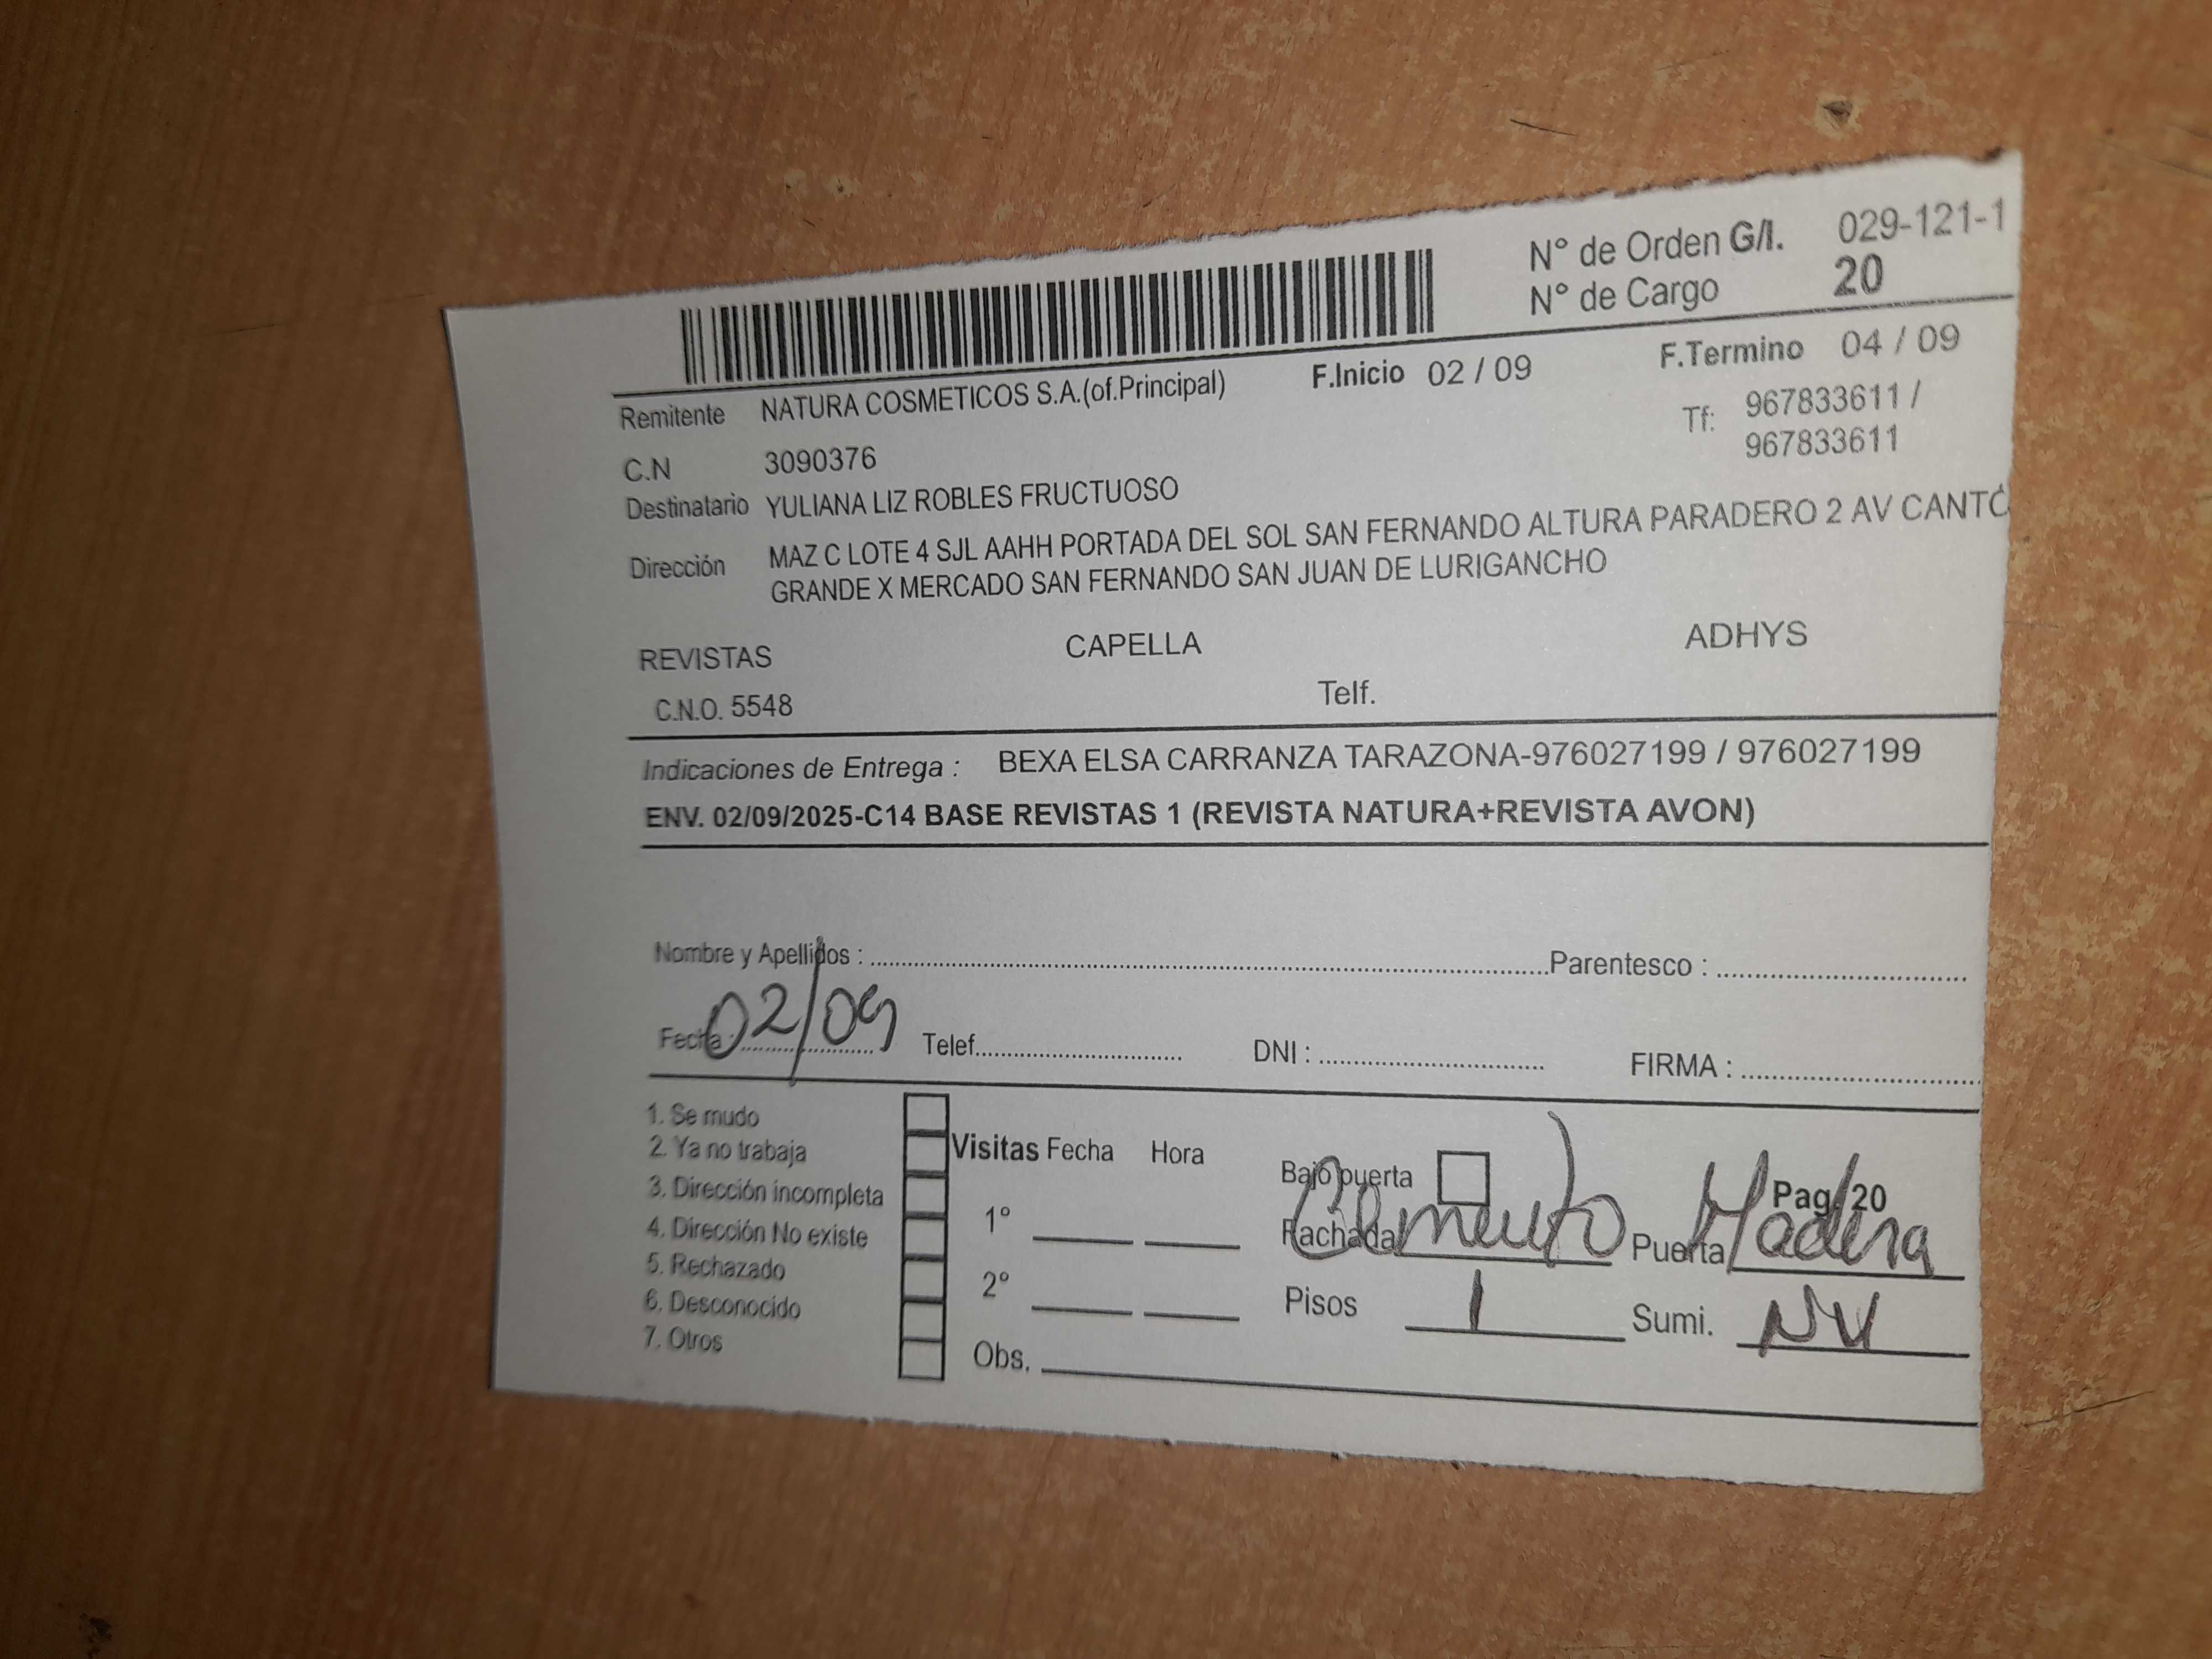 N° de Orden G/I. 029-121-1
N° de Cargo 20
Remitente NATURA COSMETICOS S.A.(of.Principal) F.Inicio 02 / 09 F.Termino 04 / 09
C.N 3090376 Tf: 967833611 /
967833611
Destinatario YULIANA LIZ ROBLES FRUCTUOSO
Dirección MAZ C LOTE 4 SJL AAHH PORTADA DEL SOL SAN FERNANDO ALTURA PARADERO 2 AV CANTO
GRANDE X MERCADO SAN FERNANDO SAN JUAN DE LURIGANCHO
REVISTAS CAPELLA ADHYS
C.N.O. 5548 Telf.
Indicaciones de Entrega : BEXA ELSA CARRANZA TARAZONA-976027199 / 976027199
ENV. 02/09/2025-C14 BASE REVISTAS 1 (REVISTA NATURA+REVISTA AVON)
Nombre y Apellidos : Parentesco :
Fecha : 02/09 Telef. DNI : FIRMA :
1. Se mudo
2. Ya no trabaja
3. Dirección incompleta
4. Dirección No existe
5. Rechazado
6. Desconocido
7. Otros
Visitas Fecha Hora
1°
2°
Obs.
Bajo puerta Pag. 20
Fachada Cemento Puerta Madera
Pisos 1 Sumi. NV